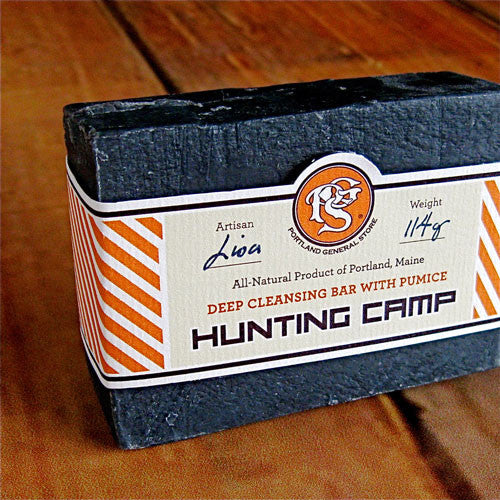 PGS
PORTLAND GENERAL STORE
Artisan
Lisa
Weight
114g
All-Natural Product of Portland, Maine
DEEP CLEANSING BAR WITH PUMICE
HUNTING CAMP